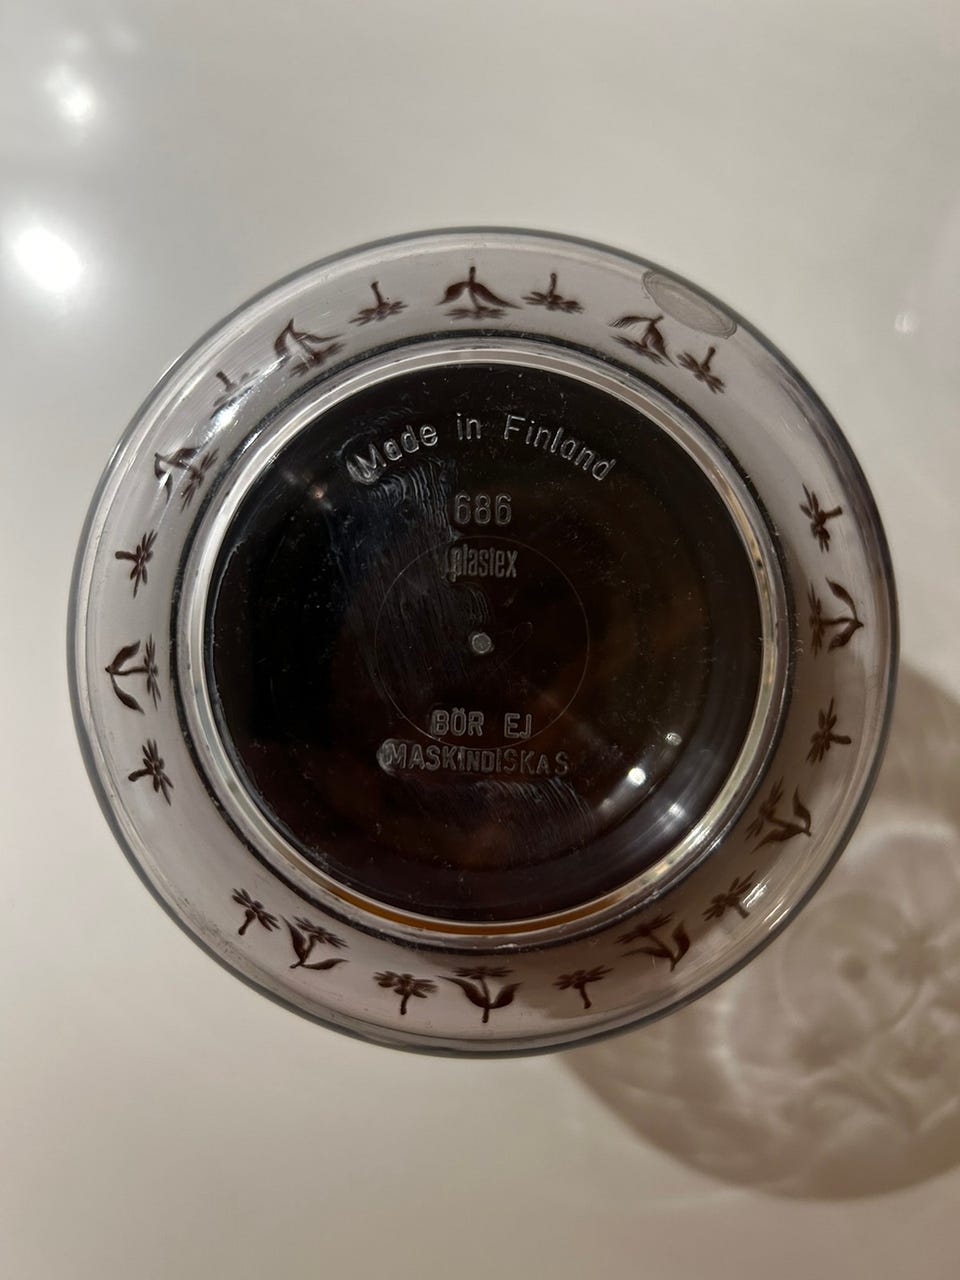 Made in Finland
686
plastex
BÖR EJ
MASKINDISKAS